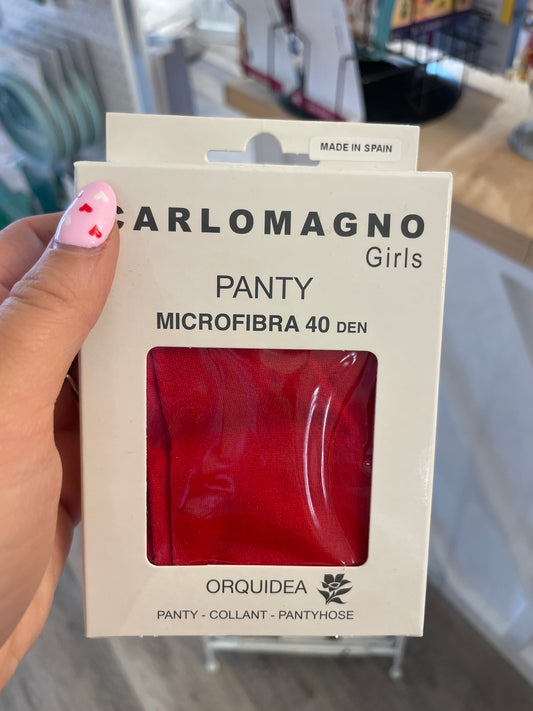 MADE IN SPAIN
CARLOMAGNO
Girls
PANTY
MICROFIBRA 40 DEN
ORQUIDEA
PANTY - COLLANT - PANTYHOSE